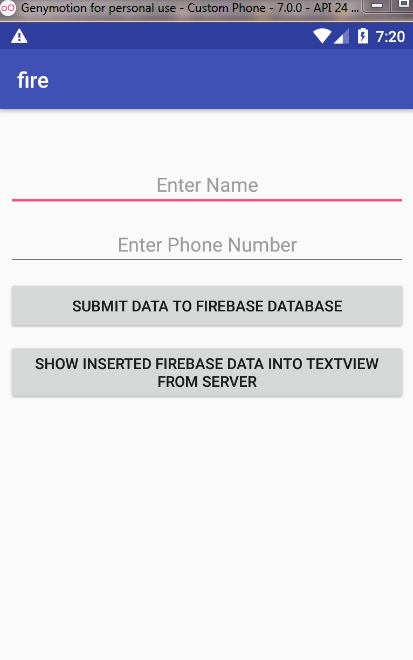 Genymotion for personal use - Custom Phone - 7.0.0 - API 24 ...
7:20
fire
Enter Name
Enter Phone Number
SUBMIT DATA TO FIREBASE DATABASE
SHOW INSERTED FIREBASE DATA INTO TEXTVIEW
FROM SERVER